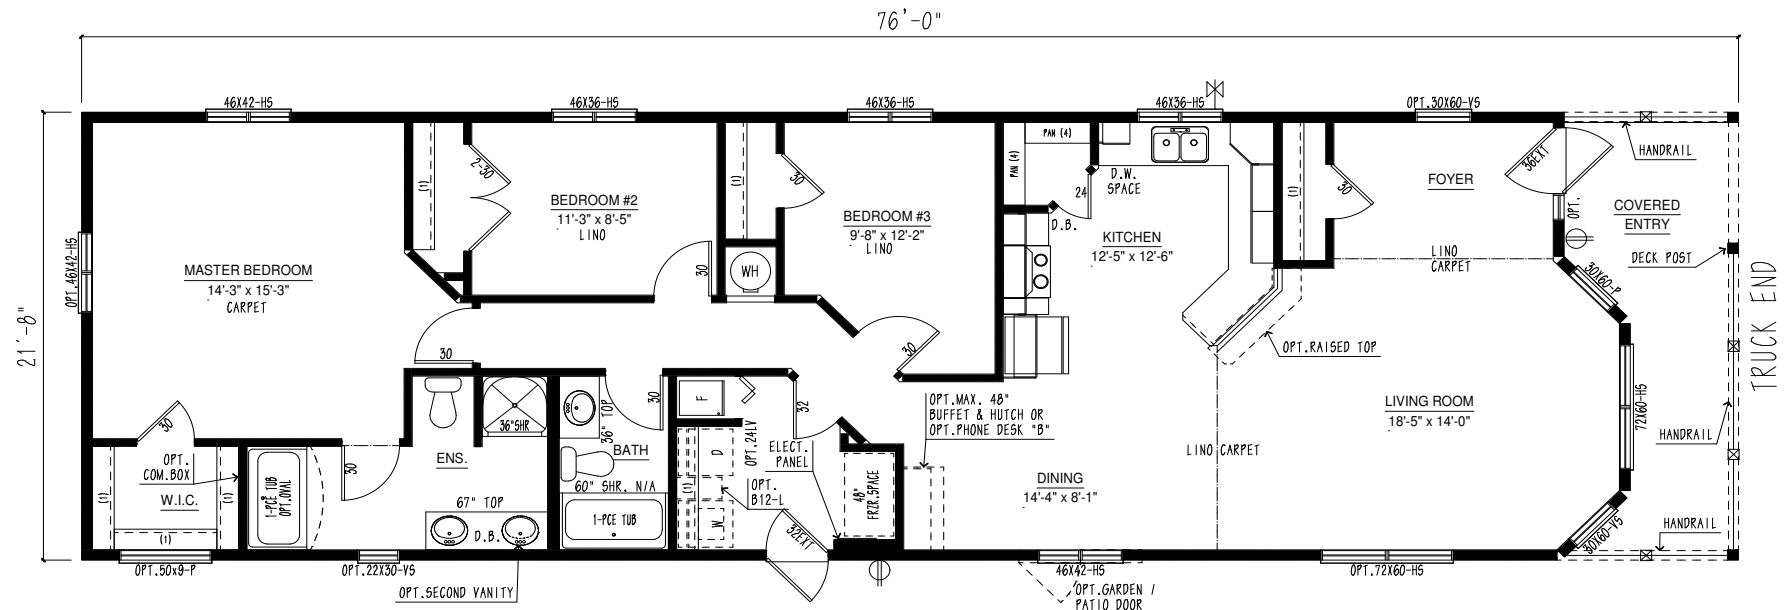 76'-0"
46X42-HS
46X36-HS
46X36-HS
46X36-HS
OPT.30X60-VS
PAN (4)
PAN (4)
HANDRAIL
36EXT
2-30
(1)
(1)
30
(1)
30
24
D.W.
SPACE
D.B.
FOYER
OPT.
COVERED
ENTRY
BEDROOM #2
11'-3" x 8'-5"
LINO
BEDROOM #3
9'-8" x 12'-2"
LINO
KITCHEN
12'-5" x 12'-6"
LINO
CARPET
DECK POST
30X60-P
OPT.46X42-HS
MASTER BEDROOM
14'-3" x 15'-3"
CARPET
30
WH
21'-8"
TRUCK END
30
30
OPT.RAISED TOP
F
32
OPT.MAX. 48"
BUFFET & HUTCH OR
OPT.PHONE DESK "B"
LIVING ROOM
18'-5" x 14'-0"
72X60-HS
HANDRAIL
30
36"SHR
36" TOP
30
BATH
OPT.24LV
ELECT.
PANEL
LINO CARPET
OPT.
COM.BOX
W.I.C.
(1)
(1)
(1)
30
ENS.
1-PCE TUB
OPT.OVAL
67" TOP
D.B.
60" SHR. N/A
1-PCE TUB
(1)
D
W
OPT.
B12-L
48"
FRZR.SPACE
DINING
14'-4" x 8'-1"
32EXT
30X60-VS
HANDRAIL
OPT.50x9-P
OPT.22X30-VS
OPT.SECOND VANITY
46X42-HS
OPT.GARDEN /
PATIO DOOR
OPT.72X60-HS